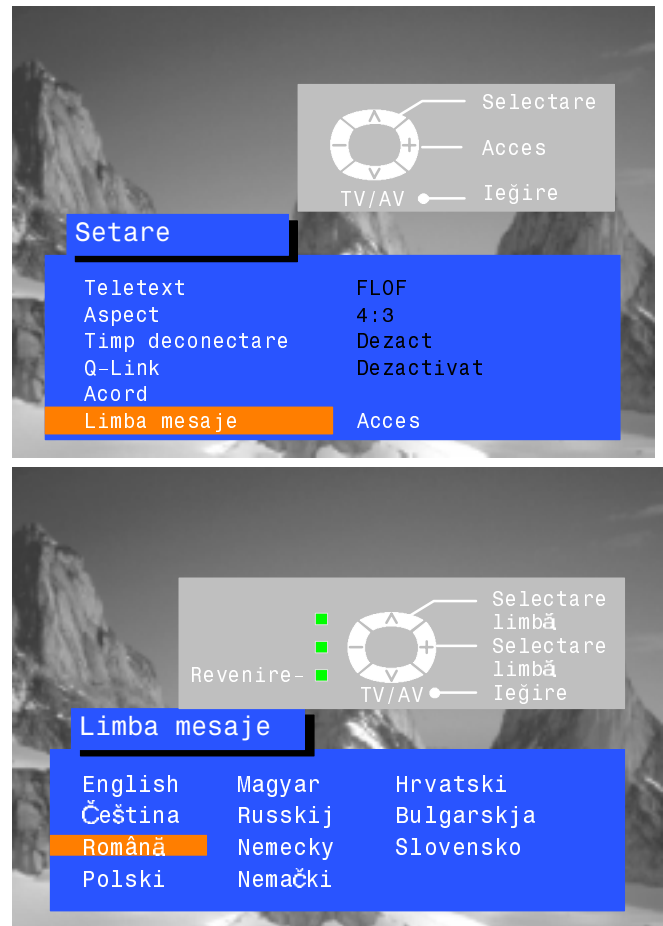 Selectare
Acces
TV/AV Ieğire
Setare
Teletext FLOF
Aspect 4:3
Timp deconectare Dezact
Q-Link Dezactivat
Acord
Limba mesaje Acces
Selectare
limbă
Selectare
limbă
Revenire-
TV/AV Ieğire
Limba mesaje
English Magyar Hrvatski
Čeština Russkij Bulgarskja
Română Nemecky Slovensko
Polski Nemački